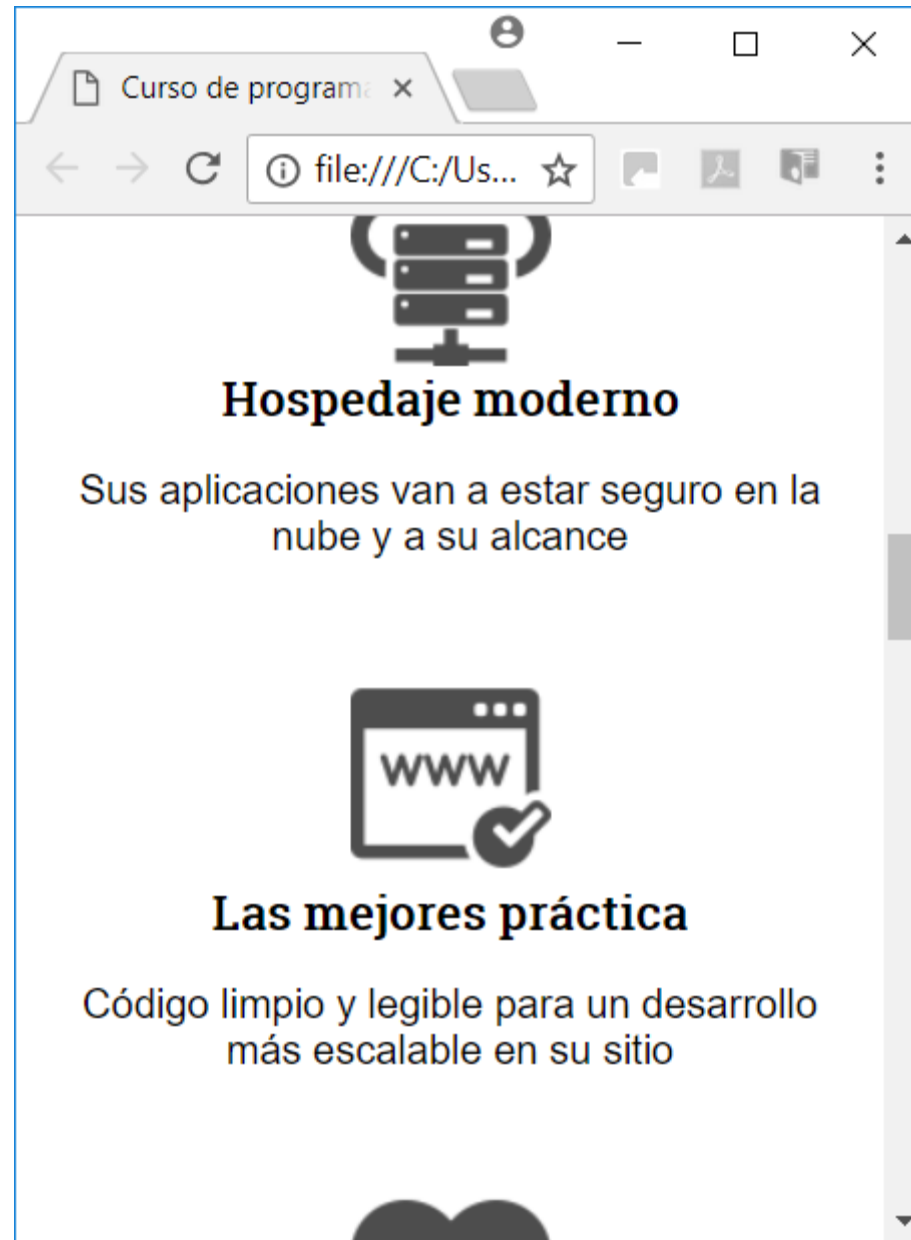 Curso de programa
file:///C:/Us...
Hospedaje moderno
Sus aplicaciones van a estar seguro en la
nube y a su alcance
WWW
Las mejores práctica
Código limpio y legible para un desarrollo
más escalable en su sitio